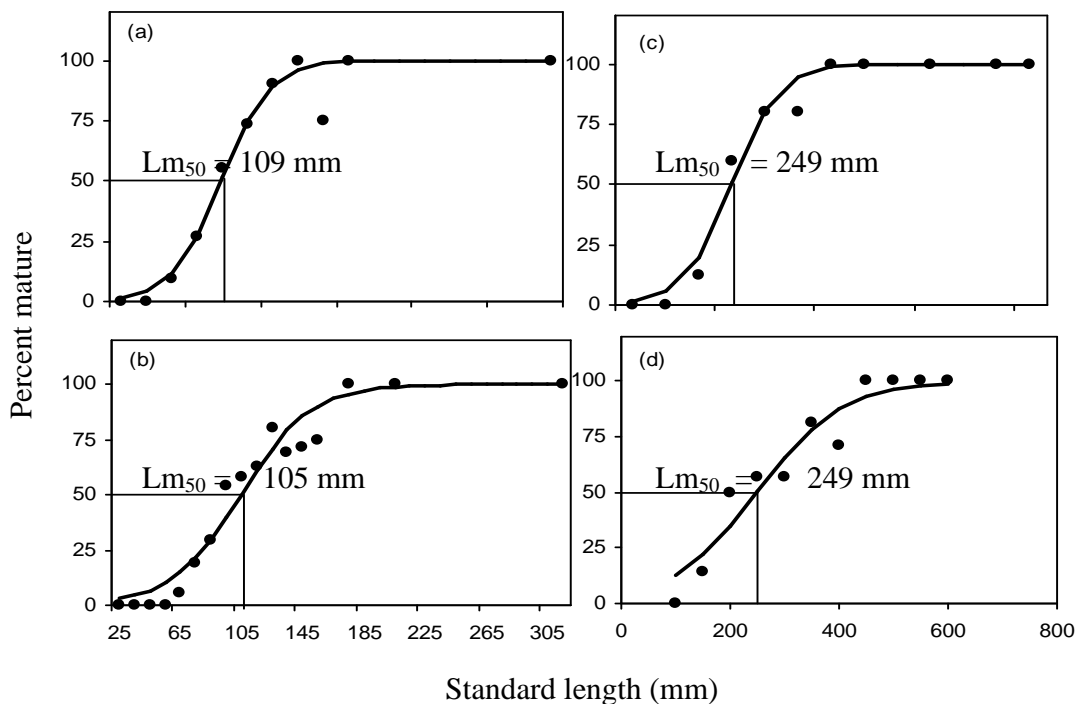 Percent mature
(a)
100
75
50
25
0
Lm₅₀ = 109 mm
(c)
100
75
50
25
0
Lm₅₀ = 249 mm
(b)
100
75
50
25
0
Lm₅₀ = 105 mm
25 65 105 145 185 225 265 305
(d)
100
75
50
25
0
Lm₅₀ = 249 mm
0 200 400 600 800
Standard length (mm)